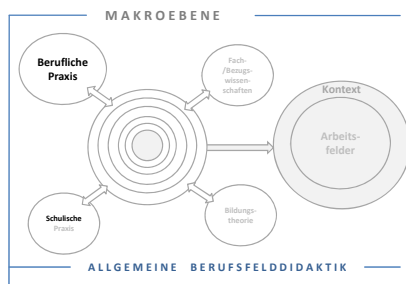 MAKROEBENE
Berufliche
Praxis
Fach-
/Bezugs-
wissen-
schaften
Kontext
Arbeits-
felder
Schulische
Praxis
Bildungs-
theorie
ALLGEMEINE BERUFSFELDDIDAKTIK